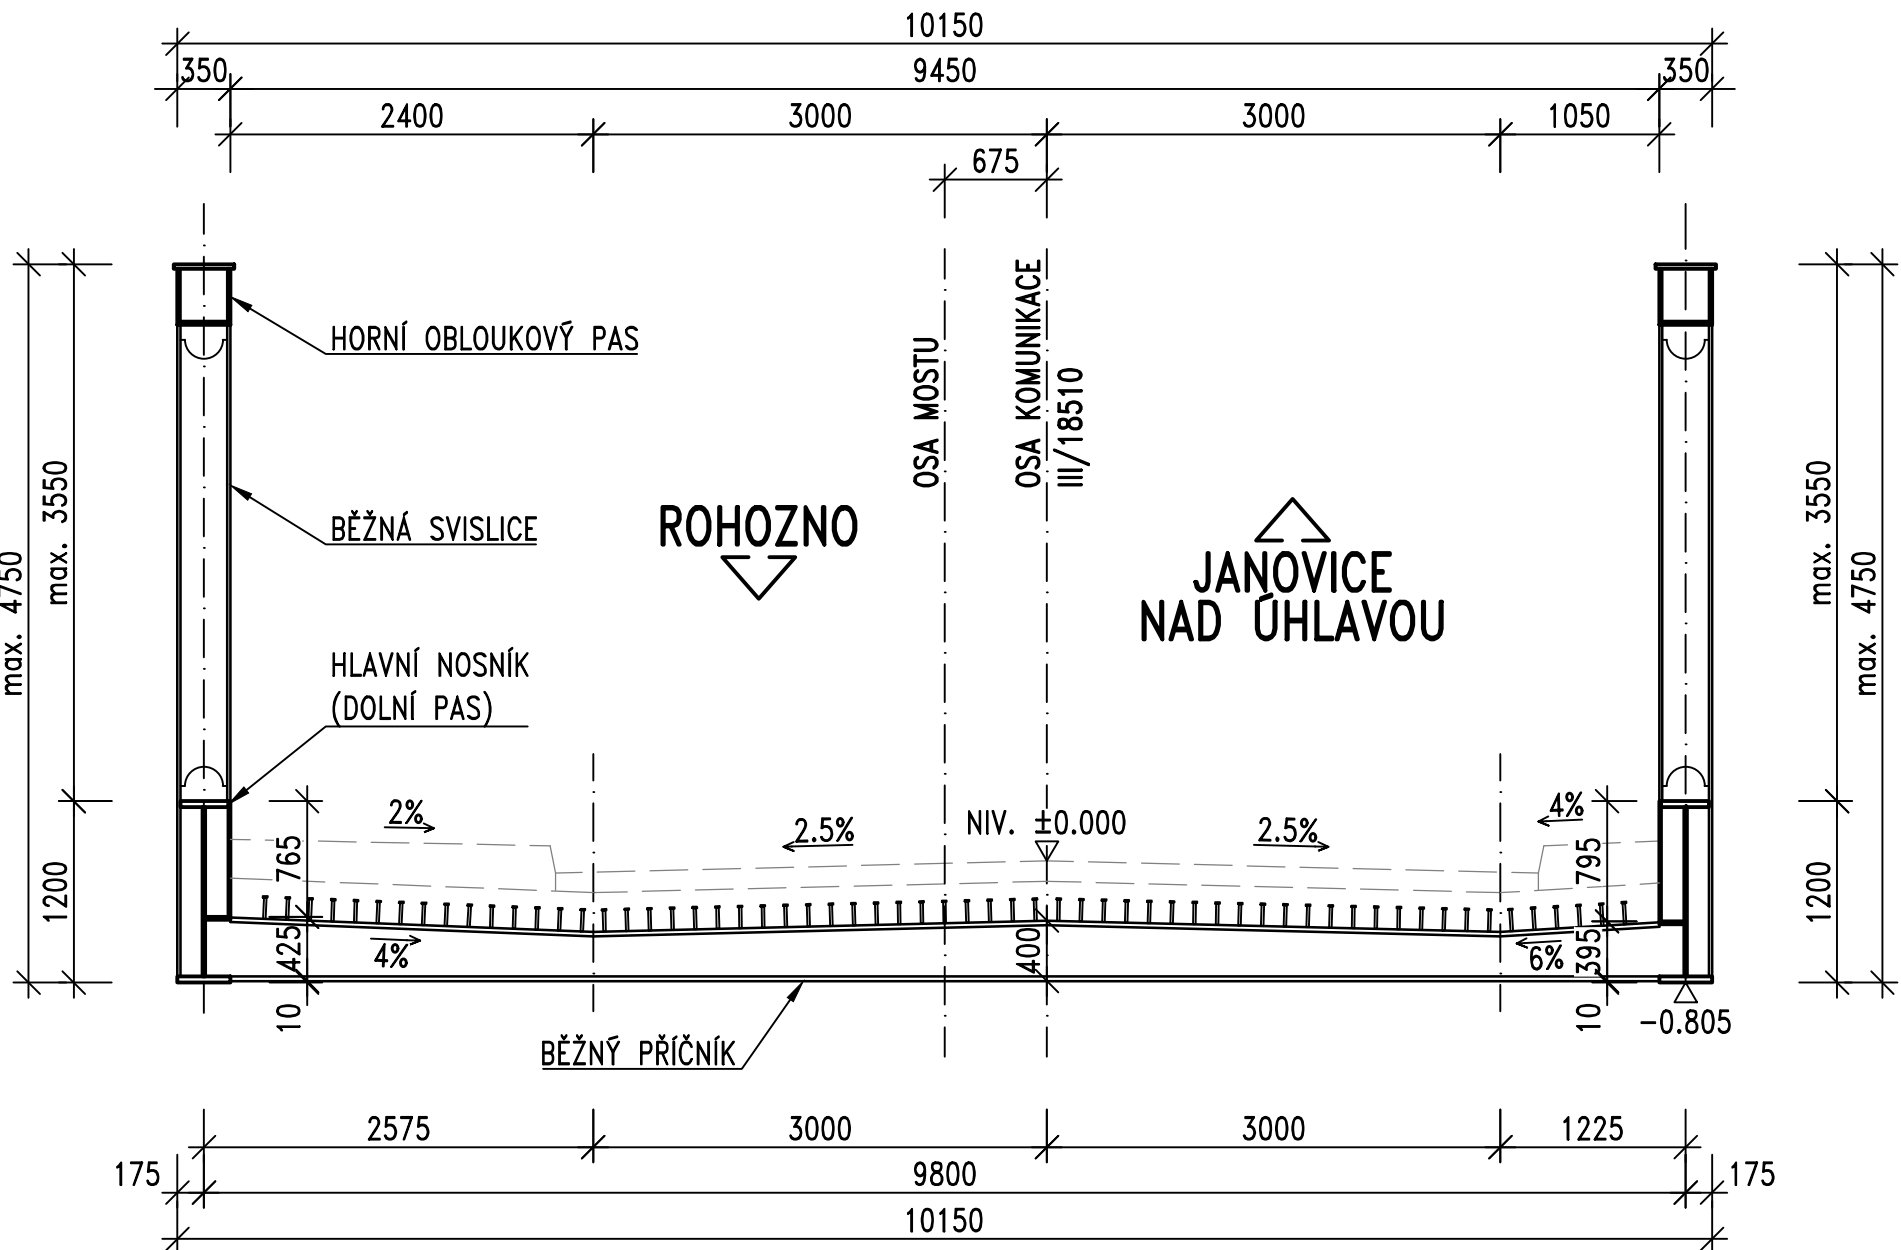 10150
350 9450 350
2400 3000 3000 1050
675
OSA MOSTU
OSA KOMUNIKACE
III/18510
HORNÍ OBLOUKOVÝ PAS
BĚŽNÁ SVISLICE
ROHOZNO
JANOVICE
NAD ÚHLAVOU
max. 4750
max. 3550
max. 3550
max. 4750
HLAVNÍ NOSNÍK
(DOLNÍ PAS)
2% 2.5% NIV. ±0.000 2.5% 4%
1200 765 795 1200
425 4% 400 6% 395
10 10 -0.805
BĚŽNÝ PŘÍČNÍK
2575 3000 3000 1225
175 9800 175
10150